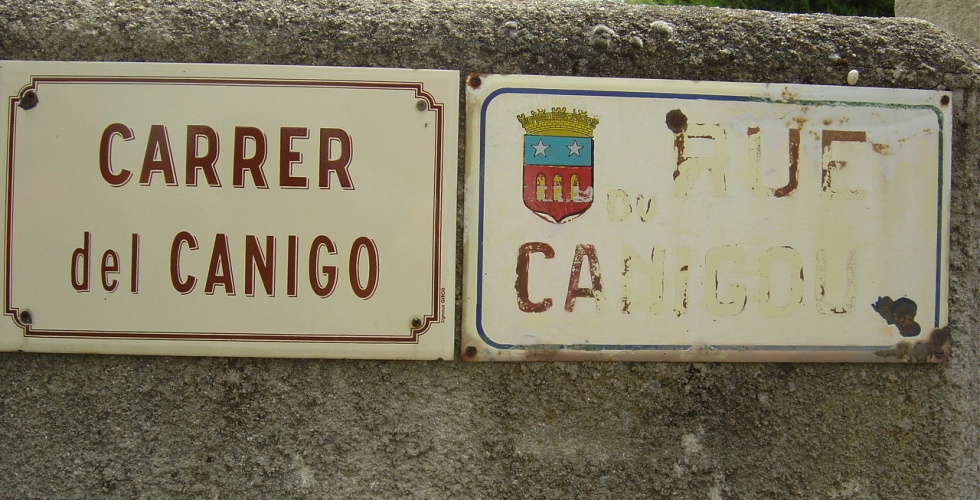 CARRER
del CANIGO
RUE
DU
CANIGOU